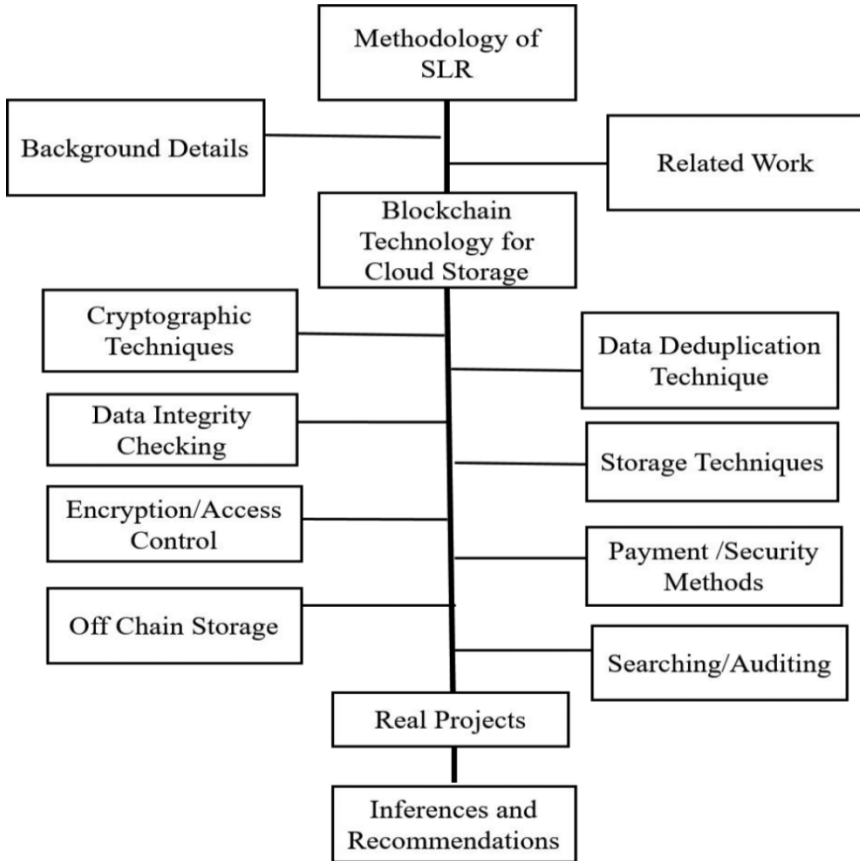 Methodology of
SLR
Background Details
Related Work
Blockchain
Technology for
Cloud Storage
Cryptographic
Techniques
Data Deduplication
Technique
Data Integrity
Checking
Storage Techniques
Encryption/Access
Control
Payment /Security
Methods
Off Chain Storage
Searching/Auditing
Real Projects
Inferences and
Recommendations